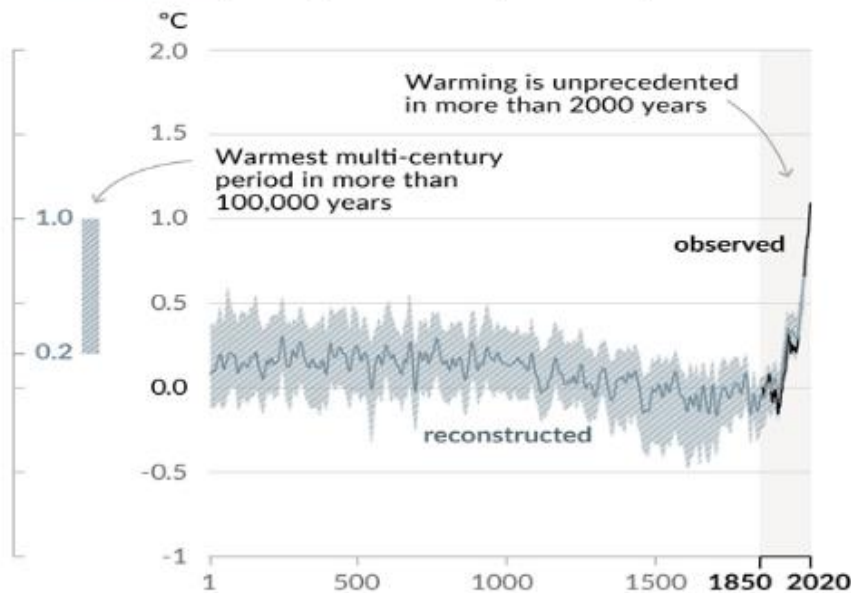 °C
2.0
Warming is unprecedented
in more than 2000 years
1.5
Warmest multi-century
period in more than
100,000 years
1.0
1.0
observed
0.5
0.2
0.0
reconstructed
-0.5
-1
1 500 1000 1500 1850 2020